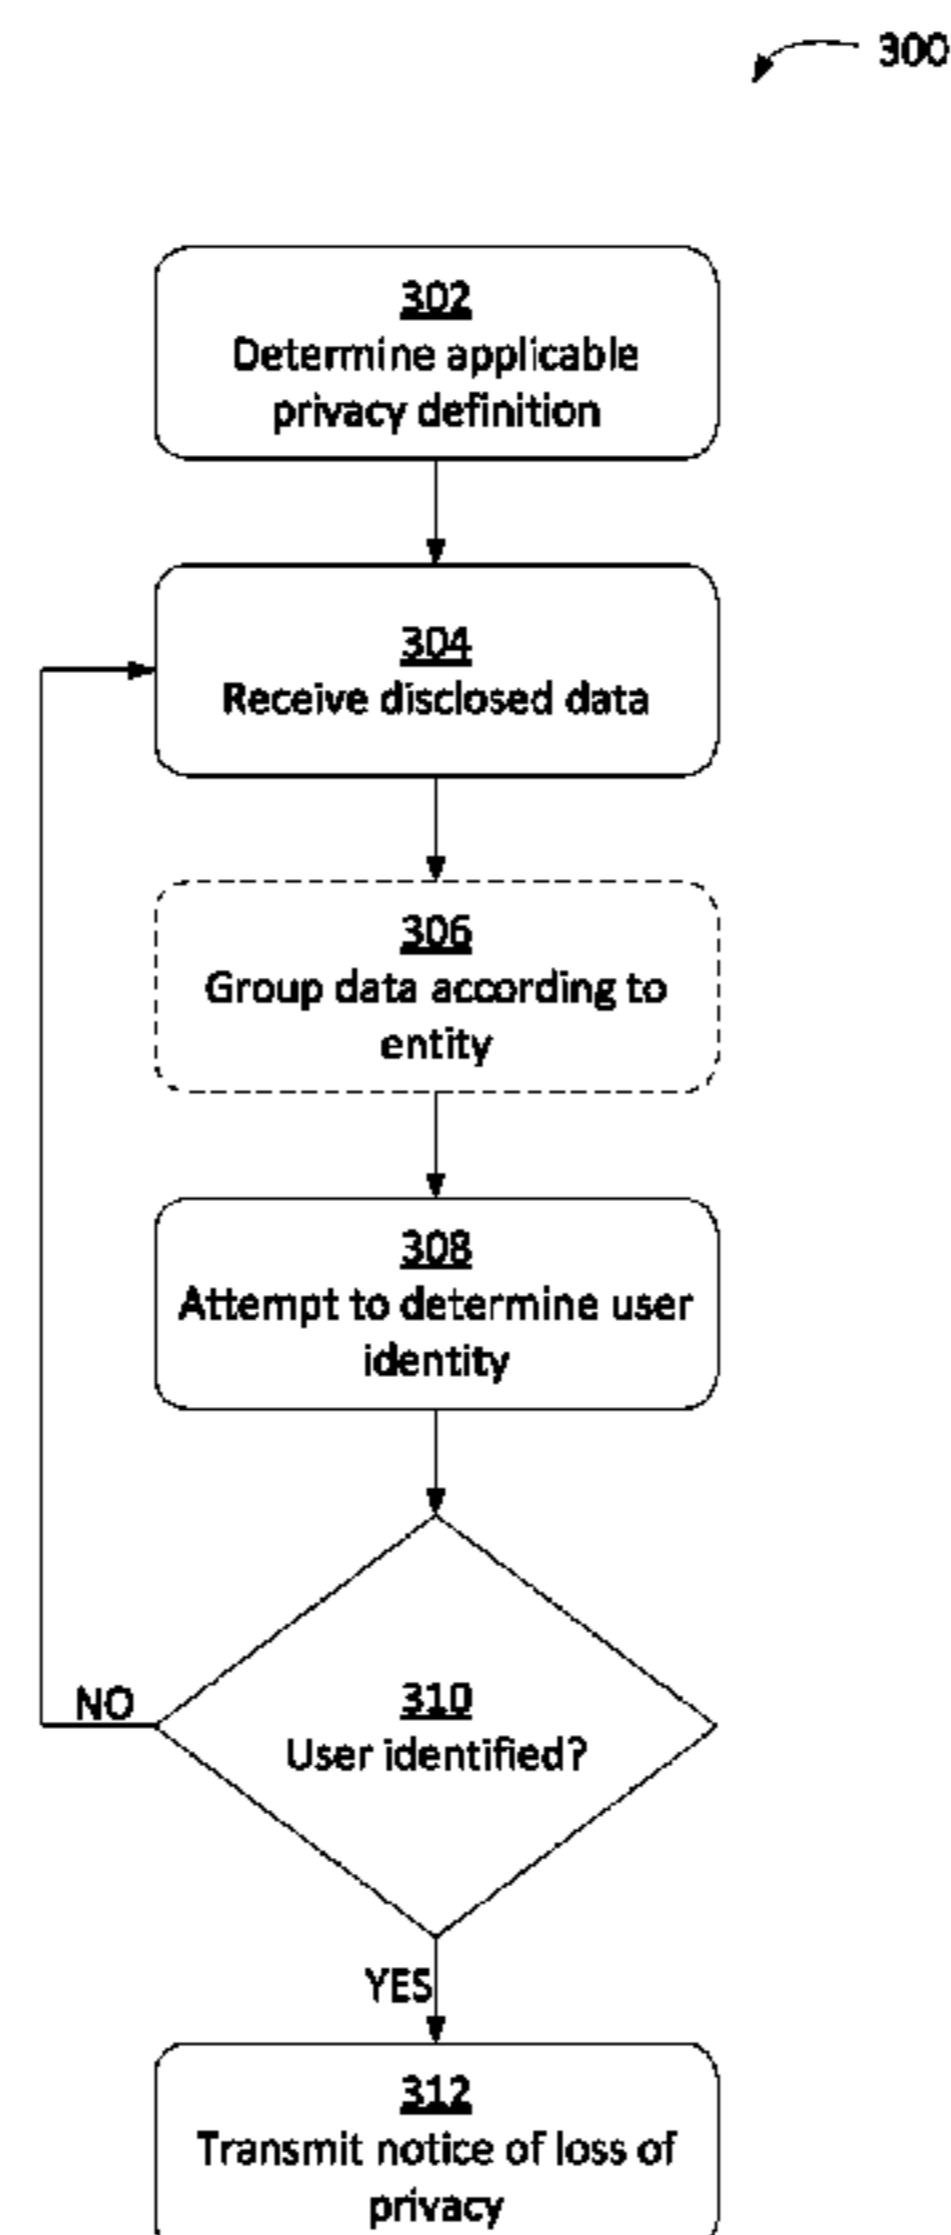 300
302
Determine applicable
privacy definition
304
Receive disclosed data
306
Group data according to
entity
308
Attempt to determine user
identity
NO
310
User identified?
YES
312
Transmit notice of loss of
privacy